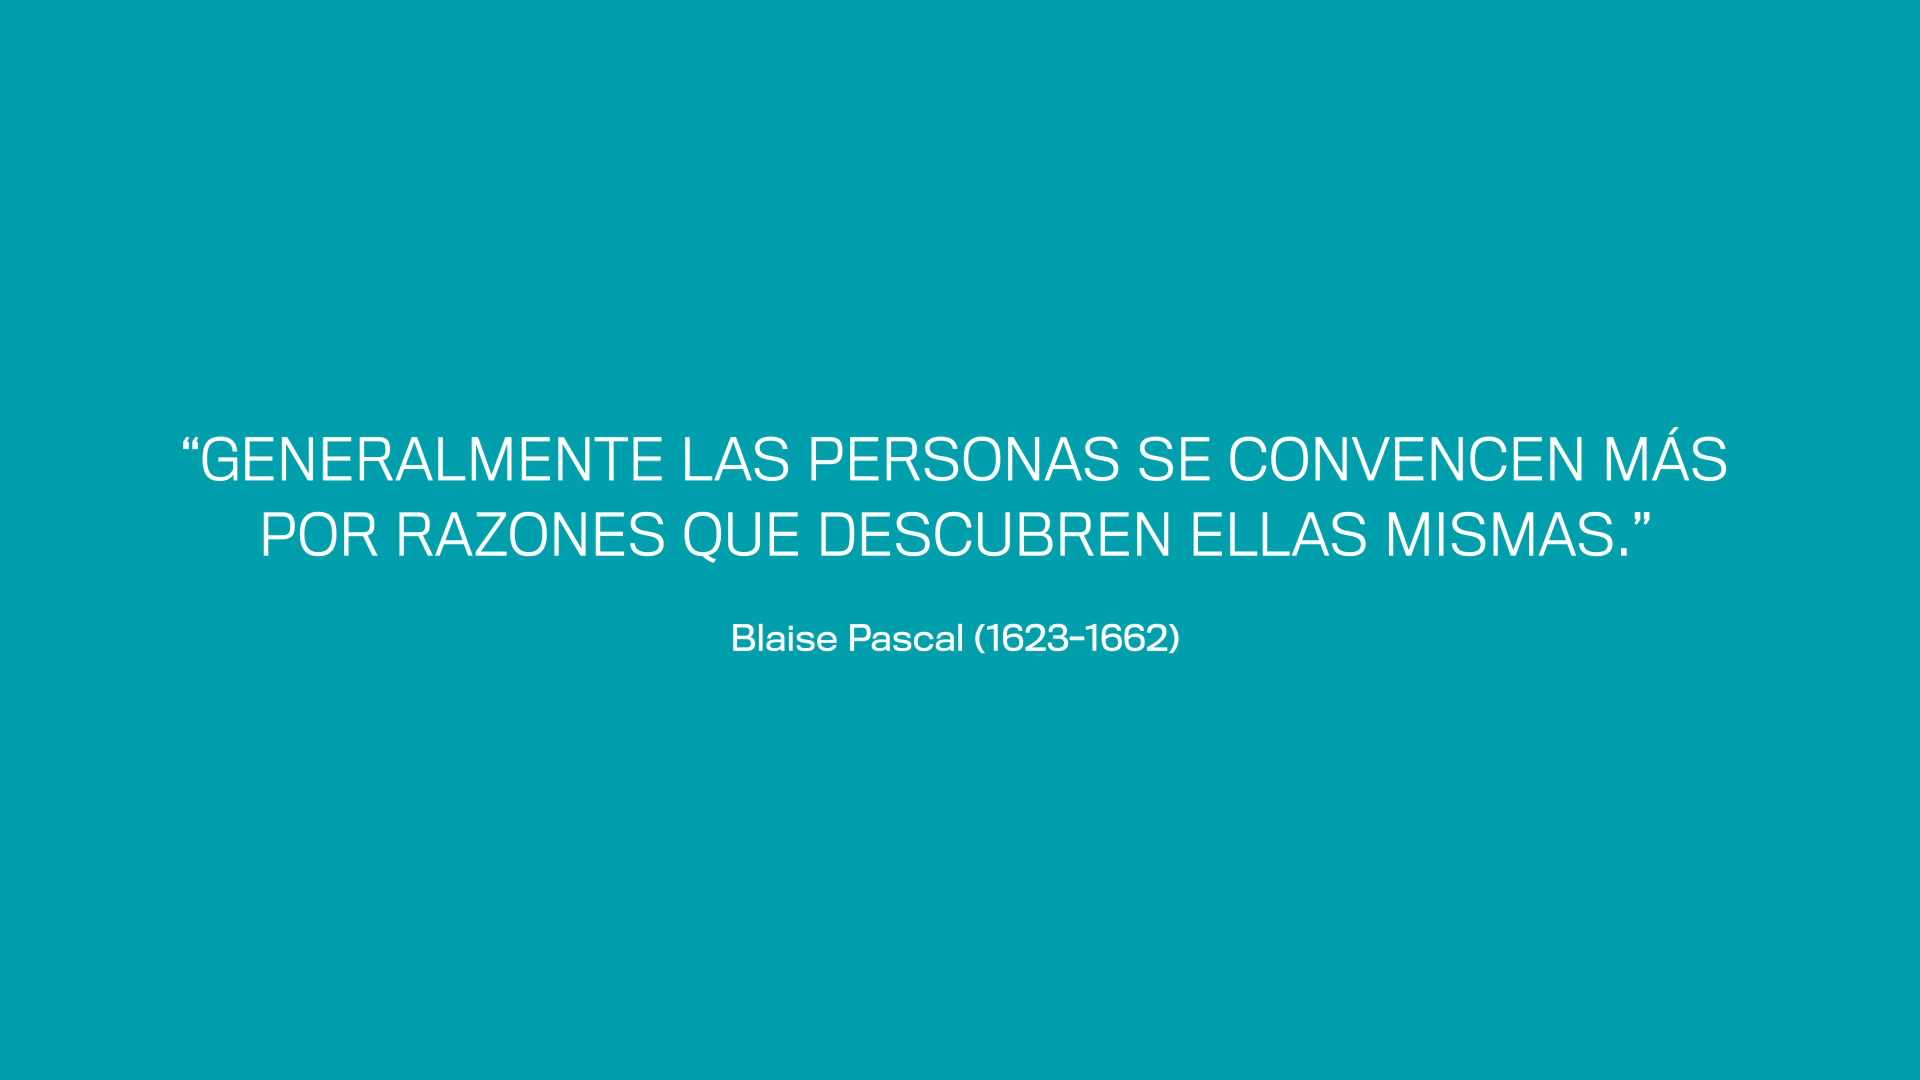 “GENERALMENTE LAS PERSONAS SE CONVENCEN MÁS
POR RAZONES QUE DESCUBREN ELLAS MISMAS.”
Blaise Pascal (1623-1662)